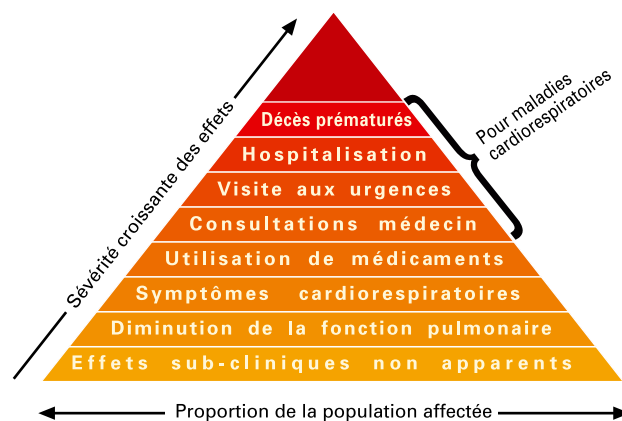 Sévérité croissante des effets
Pour maladies
cardiorespiratoires
Décès prématurés
Hospitalisation
Visite aux urgences
Consultations médecin
Utilisation de médicaments
Symptômes cardiorespiratoires
Diminution de la fonction pulmonaire
Effets sub-cliniques non apparents
Proportion de la population affectée